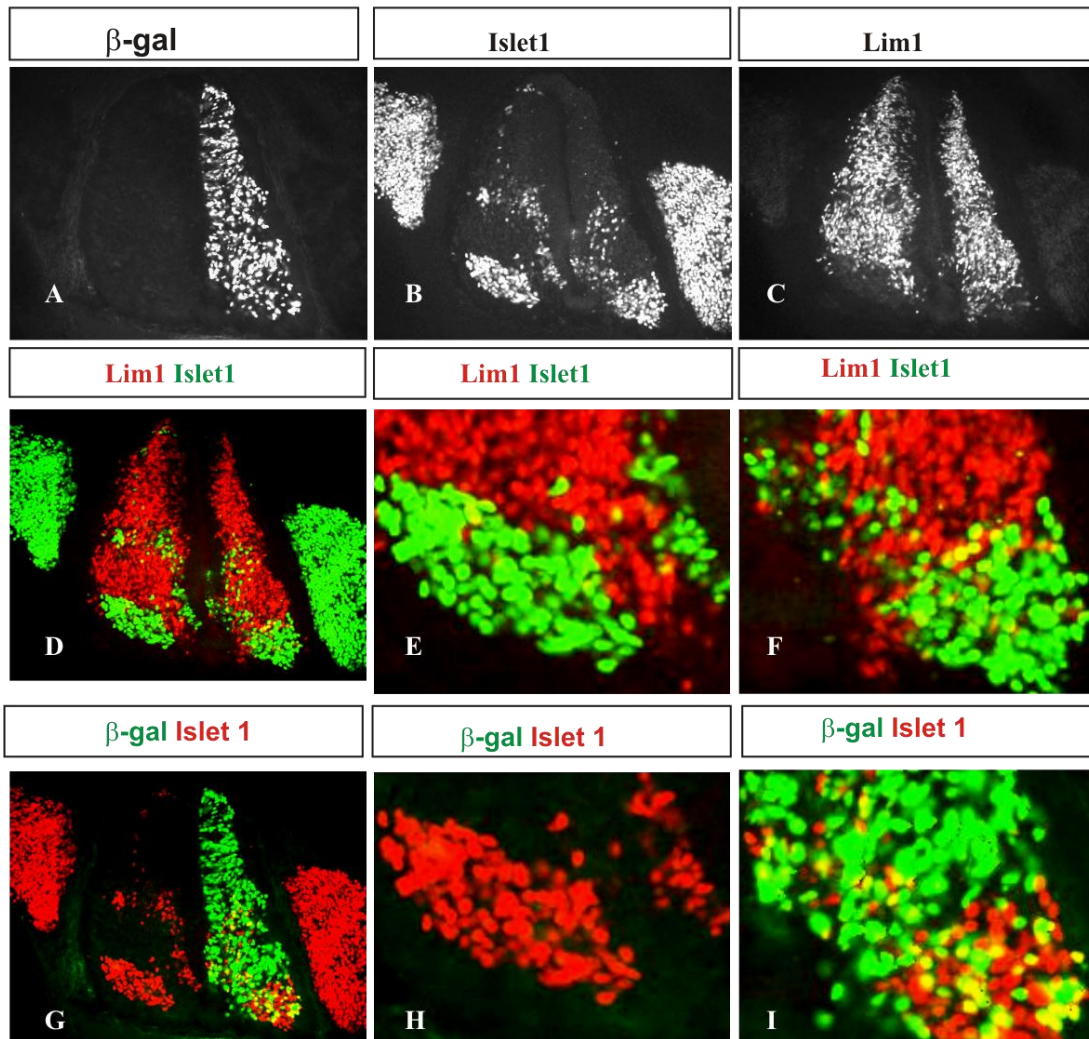 β-gal
Islet1
Lim1
A
B
C
Lim1 Islet1
Lim1 Islet1
Lim1 Islet1
D
E
F
β-gal Islet 1
β-gal Islet 1
β-gal Islet 1
G
H
I